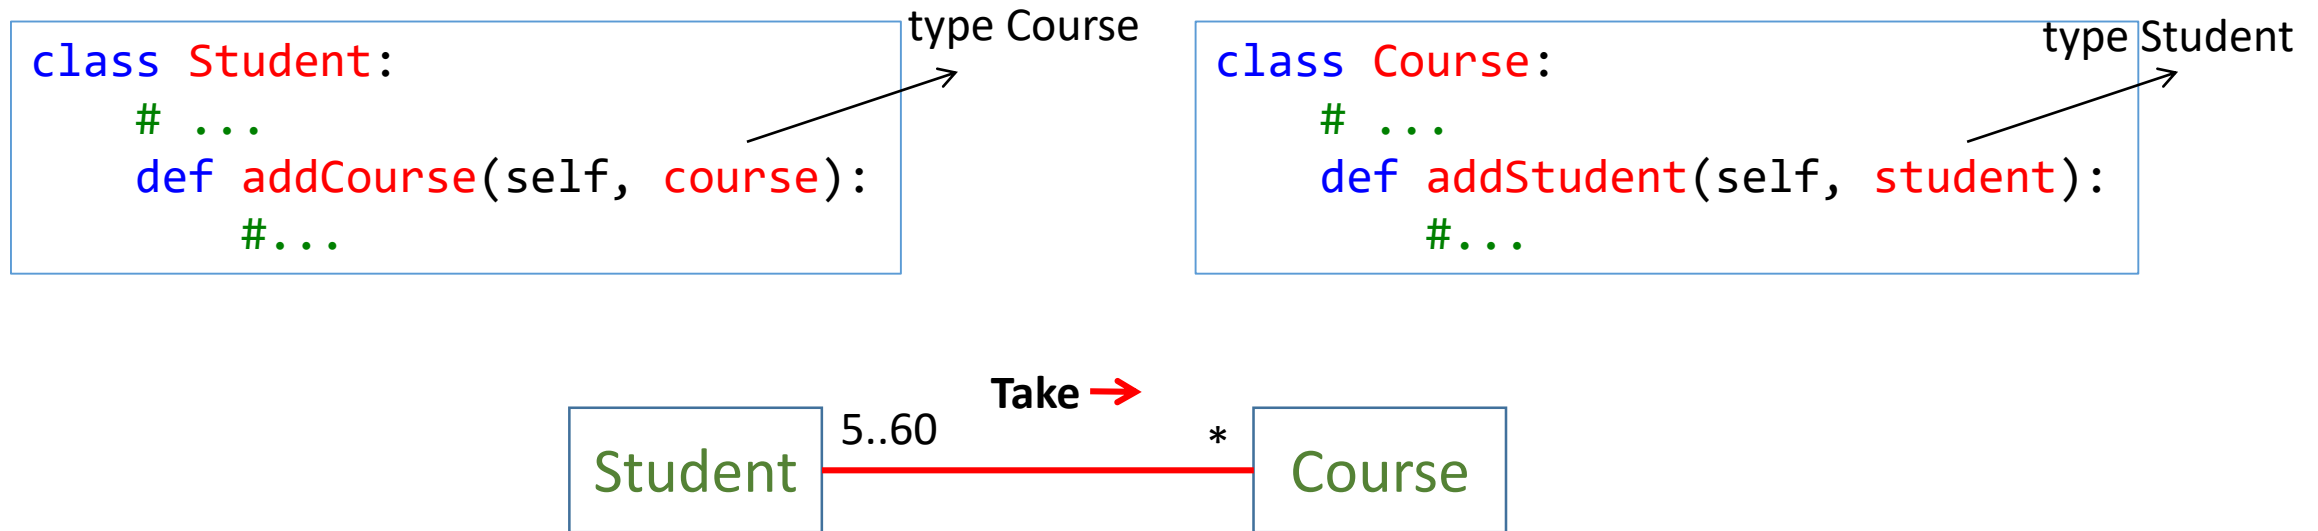 type Course
class Student:
    # ...
    def addCourse(self, course):
        #...
type Student
class Course:
    # ...
    def addStudent(self, student):
        #...
Take
5..60
*
Student
Course